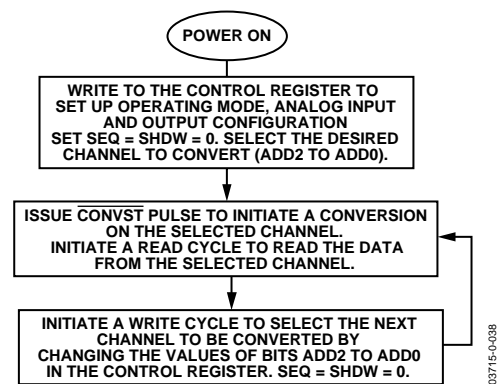 POWER ON
WRITE TO THE CONTROL REGISTER TO
SET UP OPERATING MODE, ANALOG INPUT
AND OUTPUT CONFIGURATION
SET SEQ = SHDW = 0. SELECT THE DESIRED
CHANNEL TO CONVERT (ADD2 TO ADD0).
ISSUE CONVST PULSE TO INITIATE A CONVERSION
ON THE SELECTED CHANNEL.
INITIATE A READ CYCLE TO READ THE DATA
FROM THE SELECTED CHANNEL.
INITIATE A WRITE CYCLE TO SELECT THE NEXT
CHANNEL TO BE CONVERTED BY
CHANGING THE VALUES OF BITS ADD2 TO ADD0
IN THE CONTROL REGISTER. SEQ = SHDW = 0.
03715-0-038